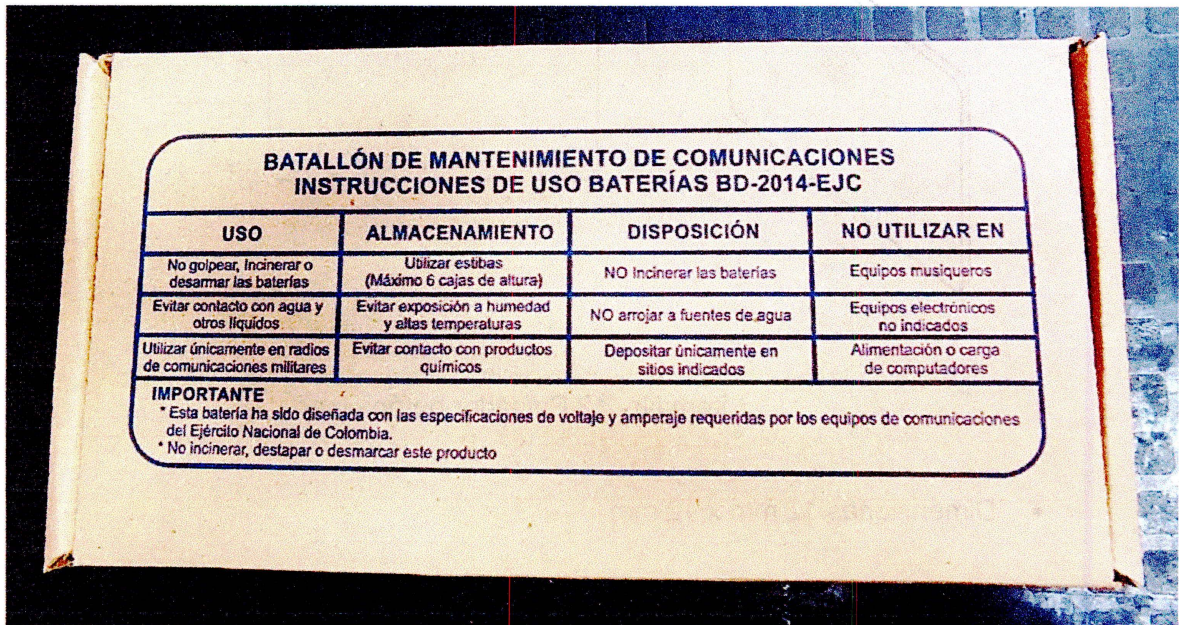 BATALLÓN DE MANTENIMIENTO DE COMUNICACIONES
INSTRUCCIONES DE USO BATERÍAS BD-2014-EJC
USO
ALMACENAMIENTO
DISPOSICIÓN
NO UTILIZAR EN
No golpear, Incinerar o
desarmar las baterías
Utilizar estibas
(Máximo 6 cajas de altura)
NO Incinerar las baterías
Equipos musiqueros
Evitar contacto con agua y
otros líquidos
Evitar exposición a humedad
y altas temperaturas
NO arrojar a fuentes de agua
Equipos electrónicos
no indicados
Utilizar únicamente en radios
de comunicaciones militares
Evitar contacto con productos
químicos
Depositar únicamente en
sitios indicados
Alimentación o carga
de computadores
IMPORTANTE
* Esta batería ha sido diseñada con las especificaciones de voltaje y amperaje requeridas por los equipos de comunicaciones
del Ejército Nacional de Colombia.
* No incinerar, destapar o desmarcar este producto